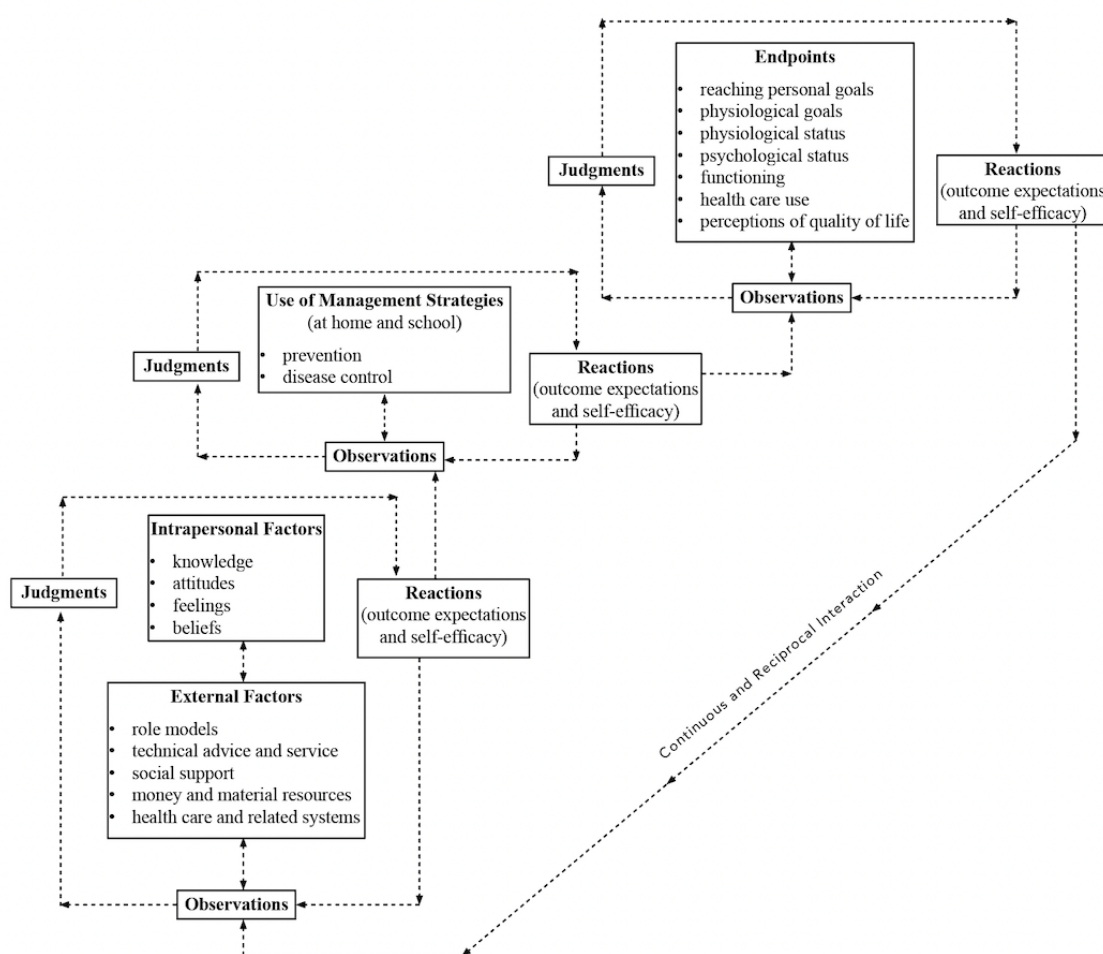 Endpoints
• reaching personal goals
• physiological goals
• physiological status
• psychological status
• functioning
• health care use
• perceptions of quality of life
Judgments
Reactions
(outcome expectations
and self-efficacy)
Observations
Use of Management Strategies
(at home and school)
• prevention
• disease control
Judgments
Reactions
(outcome expectations
and self-efficacy)
Observations
Intrapersonal Factors
• knowledge
• attitudes
• feelings
• beliefs
Judgments
Reactions
(outcome expectations
and self-efficacy)
External Factors
• role models
• technical advice and service
• social support
• money and material resources
• health care and related systems
Observations
Continuous and Reciprocal Interaction